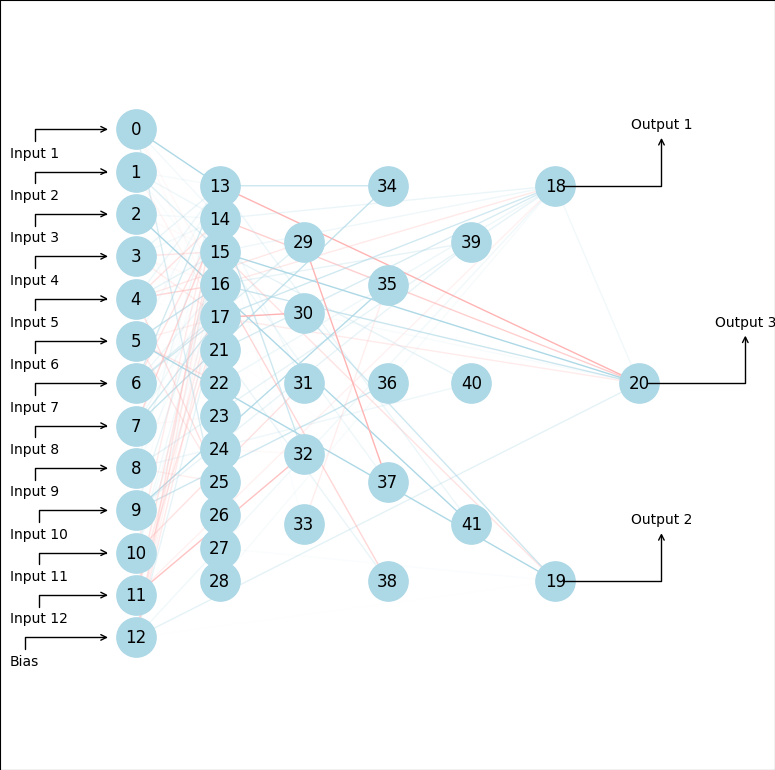 0
Input 1
1
Input 2
2
Input 3
3
Input 4
4
Input 5
5
Input 6
6
Input 7
7
Input 8
8
Input 9
9
Input 10
10
Input 11
11
Input 12
12
Bias
13
14
15
16
17
21
22
23
24
25
26
27
28
29
30
31
32
33
34
35
36
37
38
39
40
41
Output 1
18
Output 2
19
Output 3
20